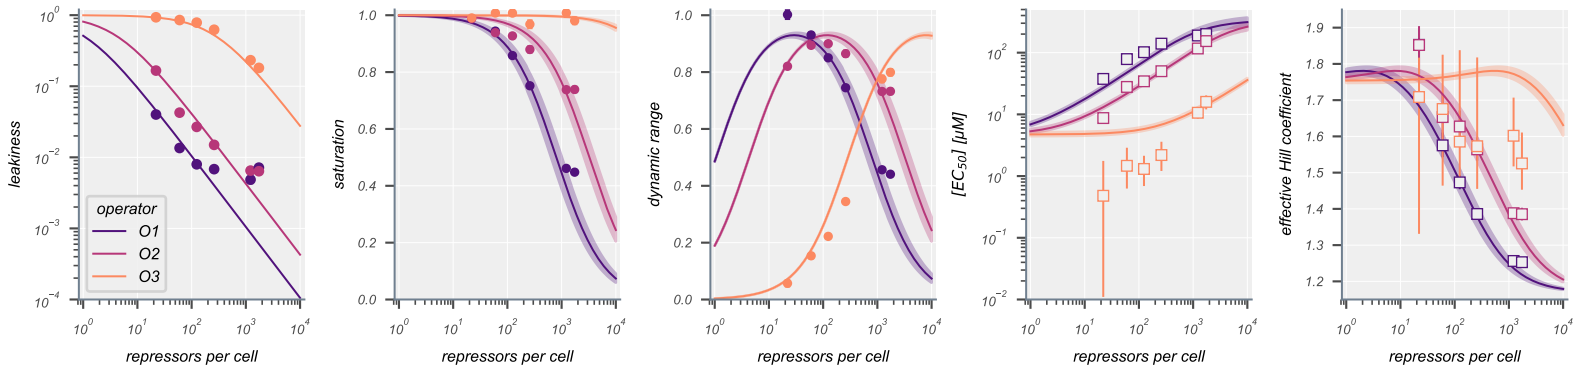 leakiness
10^0
10^-1
10^-2
10^-3
10^-4
operator
O1
O2
O3
10^0 10^1 10^2 10^3 10^4
repressors per cell
saturation
1.0
0.8
0.6
0.4
0.2
0.0
10^0 10^1 10^2 10^3 10^4
repressors per cell
dynamic range
1.0
0.8
0.6
0.4
0.2
0.0
10^0 10^1 10^2 10^3 10^4
repressors per cell
[EC_50] [µM]
10^2
10^1
10^0
10^-1
10^-2
10^0 10^1 10^2 10^3 10^4
repressors per cell
effective Hill coefficient
1.9
1.8
1.7
1.6
1.5
1.4
1.3
1.2
10^0 10^1 10^2 10^3 10^4
repressors per cell